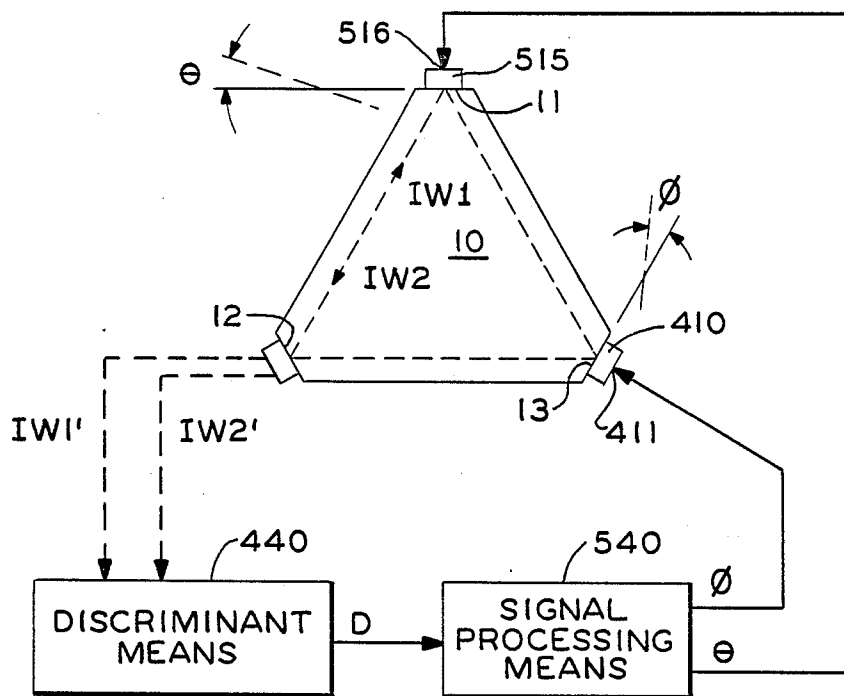 516
515
Θ
11
IW1
Ø
10
IW2
12
410
13
411
IW1'
IW2'
440
540
DISCRIMINANT
MEANS
D
SIGNAL
PROCESSING
MEANS
Ø
Θ